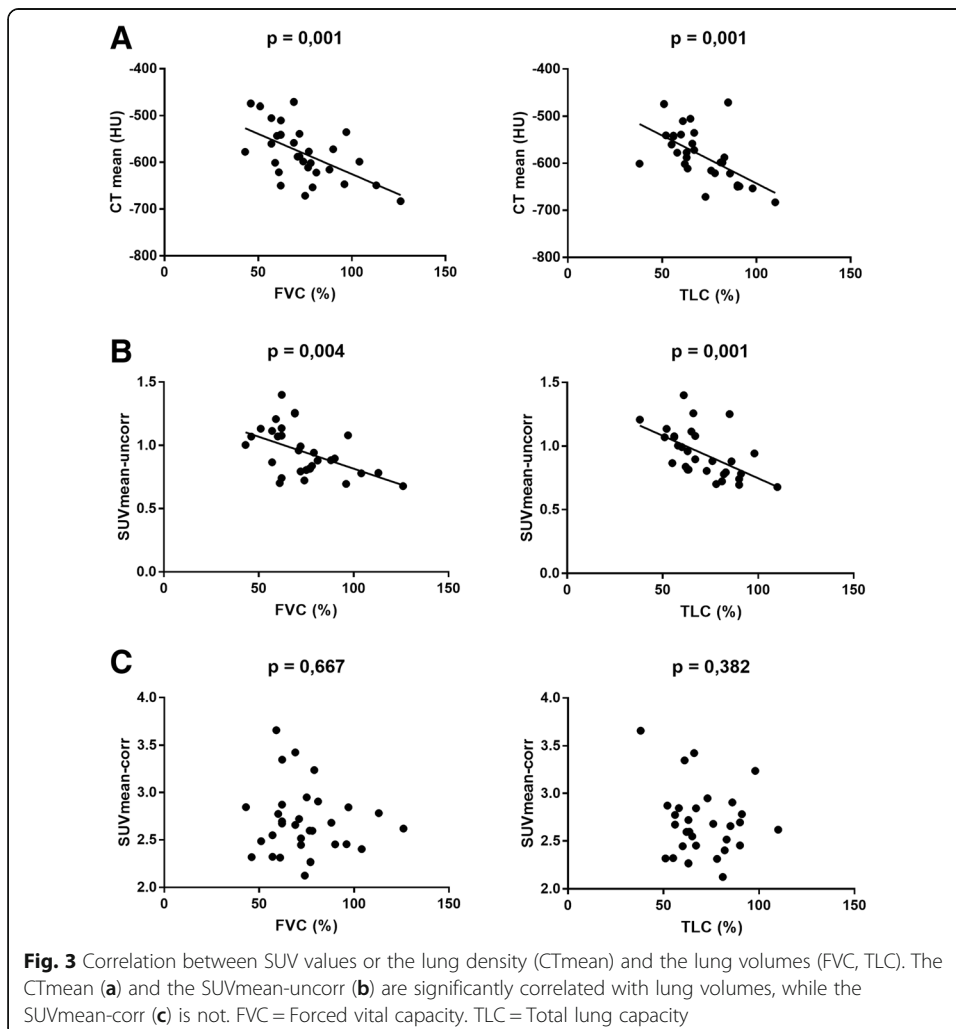 A
p = 0,001
CT mean (HU)
-400
-500
-600
-700
-800
0
50
100
150
FVC (%)
p = 0,001
CT mean (HU)
-400
-500
-600
-700
-800
0
50
100
150
TLC (%)
B
p = 0,004
SUVmean-uncorr
1.5
1.0
0.5
0.0
0
50
100
150
FVC (%)
p = 0,001
SUVmean-uncorr
1.5
1.0
0.5
0.0
0
50
100
150
TLC (%)
C
p = 0,667
SUVmean-corr
4.0
3.5
3.0
2.5
2.0
0
50
100
150
FVC (%)
p = 0,382
SUVmean-corr
4.0
3.5
3.0
2.5
2.0
0
50
100
150
TLC (%)
Fig. 3 Correlation between SUV values or the lung density (CTmean) and the lung volumes (FVC, TLC). The
CTmean (a) and the SUVmean-uncorr (b) are significantly correlated with lung volumes, while the
SUVmean-corr (c) is not. FVC = Forced vital capacity. TLC = Total lung capacity